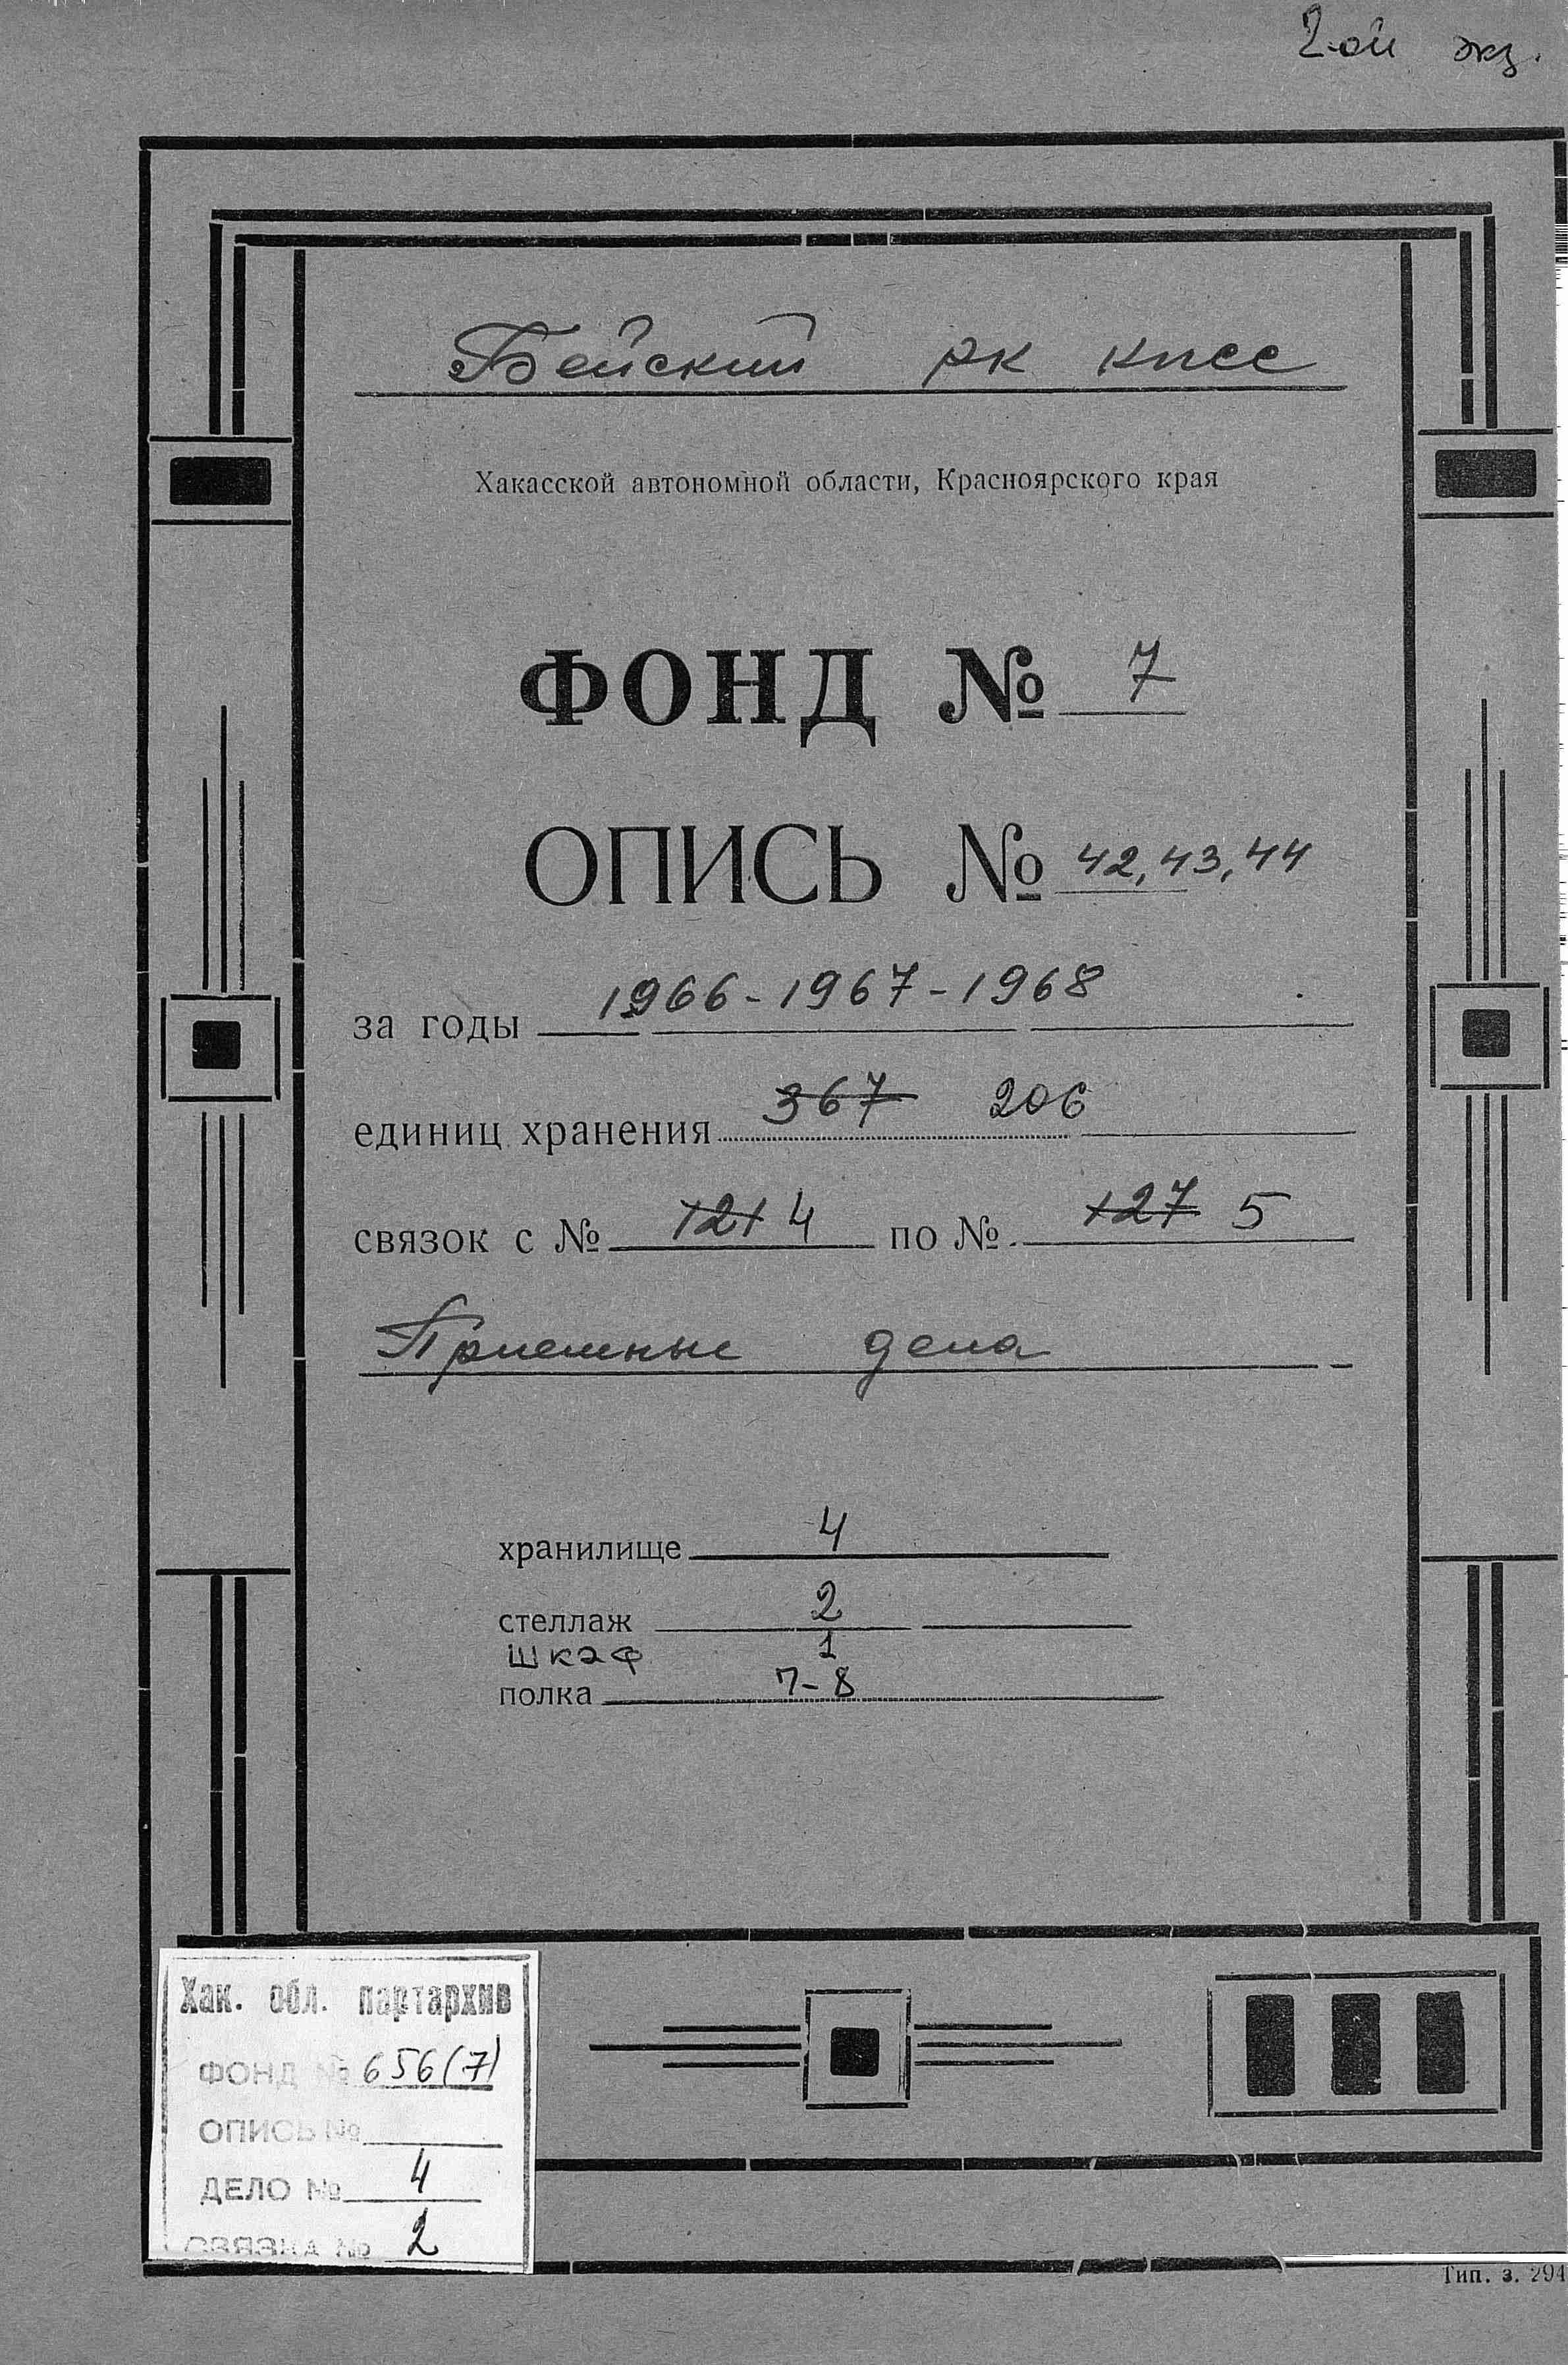 2-ой экз.
Бейский РК КПСС
Хакасской автономной области, Красноярского края
ФОНД № 7
ОПИСЬ № 42, 43, 44
за годы 1966-1967-1968
единиц хранения 367 206
связок с № 121 4 по № 127 5
Приемные дела
хранилище 4
стеллаж 2
шкаф 1
полка 7-8
Хак. обл. партархив
ФОНД № 656(7)
ОПИСЬ №
ДЕЛО № 4
СВЯЗКА № 2
Тип. з. 294